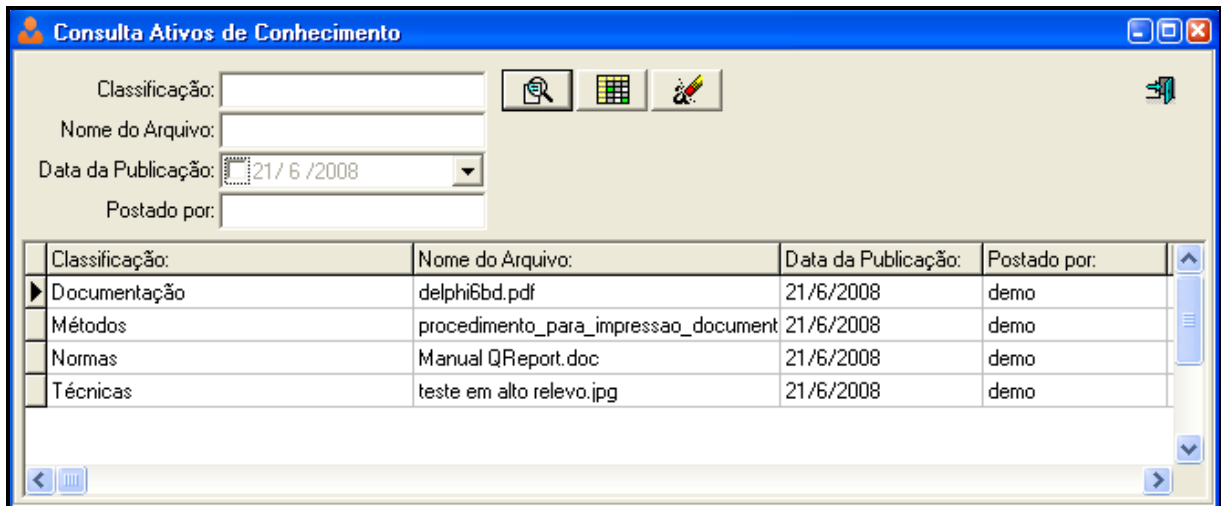 Consulta Ativos de Conhecimento
Classificação:
Nome do Arquivo:
Data da Publicação: 21/ 6 /2008
Postado por:
Classificação: Nome do Arquivo: Data da Publicação: Postado por:
Documentação delphi6bd.pdf 21/6/2008 demo
Métodos procedimento_para_impressao_document 21/6/2008 demo
Normas Manual QReport.doc 21/6/2008 demo
Técnicas teste em alto relevo.jpg 21/6/2008 demo